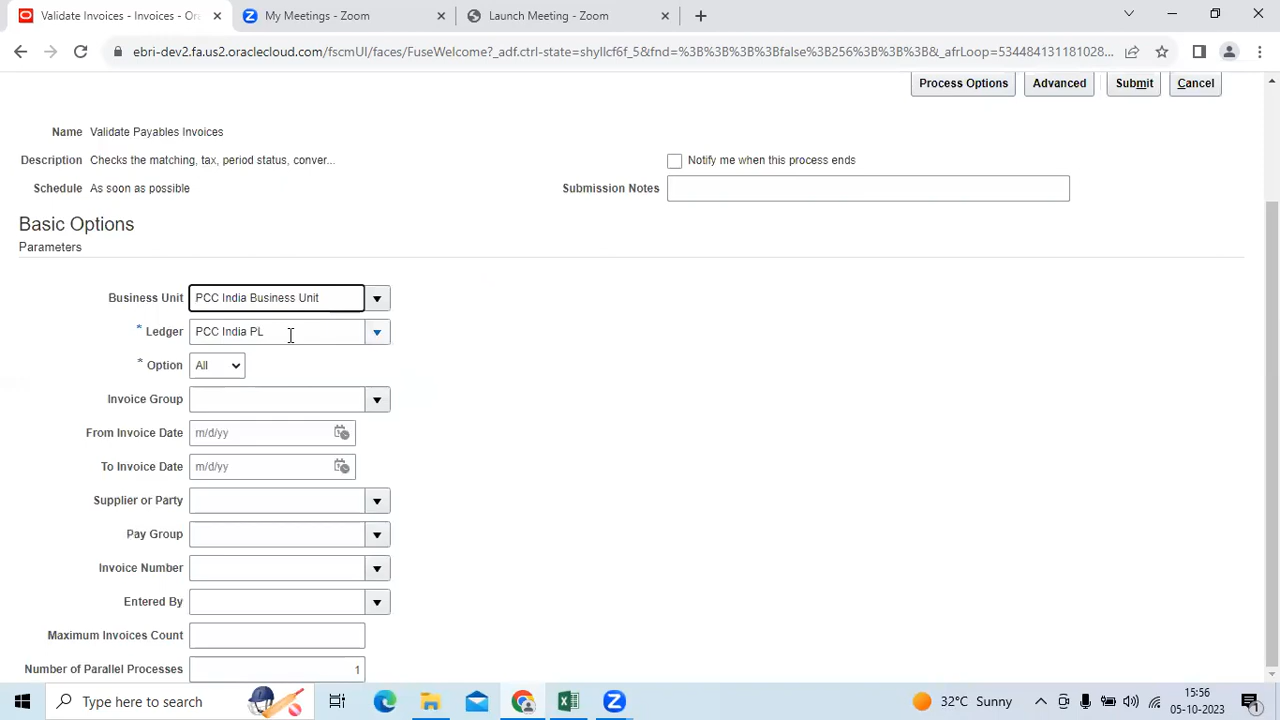 Validate Invoices - Invoices - Ora
My Meetings - Zoom
Launch Meeting - Zoom
ebri-dev2.fa.us2.oraclecloud.com/fscmUI/faces/FuseWelcome?_adf.ctrl-state=shyllcf6f_5&fnd=%3B%3B%3B%3Bfalse%3B256%3B%3B%3B&_afrLoop=534484131181028...
Process Options
Advanced
Submit
Cancel
Name Validate Payables Invoices
Description Checks the matching, tax, period status, conver...
Notify me when this process ends
Schedule As soon as possible
Submission Notes
Basic Options
Parameters
Business Unit PCC India Business Unit
* Ledger PCC India PL
* Option All
Invoice Group
From Invoice Date m/d/yy
To Invoice Date m/d/yy
Supplier or Party
Pay Group
Invoice Number
Entered By
Maximum Invoices Count
Number of Parallel Processes 1
Type here to search
32°C Sunny
15:56
05-10-2023
1